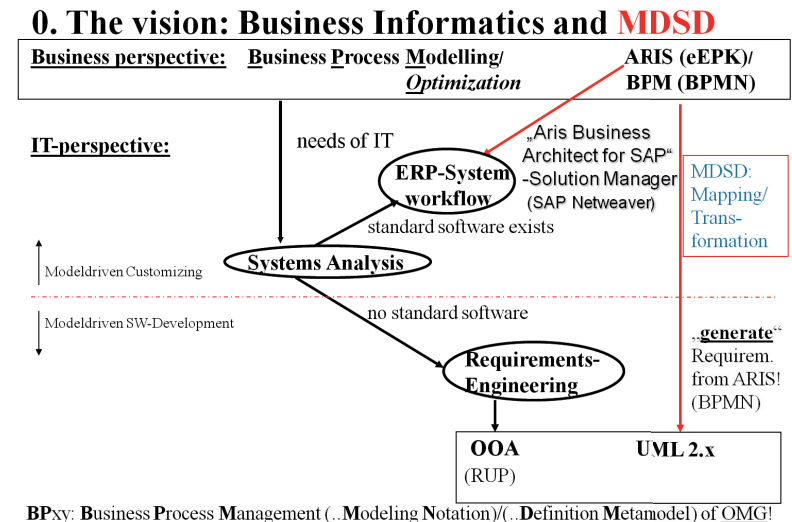 0. The vision: Business Informatics and MDSD
Business perspective: Business Process Modelling/ ARIS (eEPK)/
Optimization BPM (BPMN)
IT-perspective:
needs of IT
„Aris Business
Architect for SAP“
-Solution Manager
(SAP Netweaver)
ERP-System
workflow
MDSD:
Mapping/
Trans-
formation
standard software exists
Systems Analysis
Modeldriven Customizing
no standard software
Modeldriven SW-Development
„generate“
Requirem.
from ARIS!
(BPMN)
Requirements-
Engineering
OOA UML 2.x
(RUP)
BPxy: Business Process Management (..Modeling Notation)/(..Definition Metamodel) of OMG!